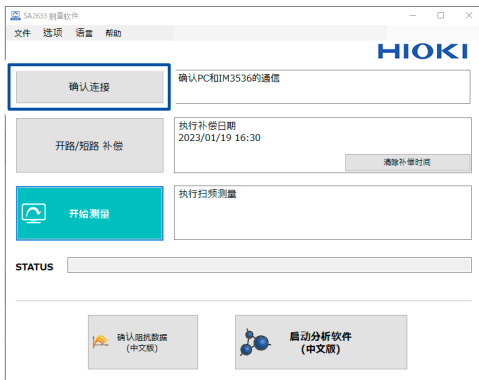 SA2633 测量软件
文件 选项 语言 帮助
HIOKI
确认连接
确认PC和IM3536的通信
开路/短路 补偿
执行补偿日期
2023/01/19 16:30
清除补偿时间
开始测量
执行扫频测量
STATUS
确认阻抗数据
(中文版)
启动分析软件
(中文版)